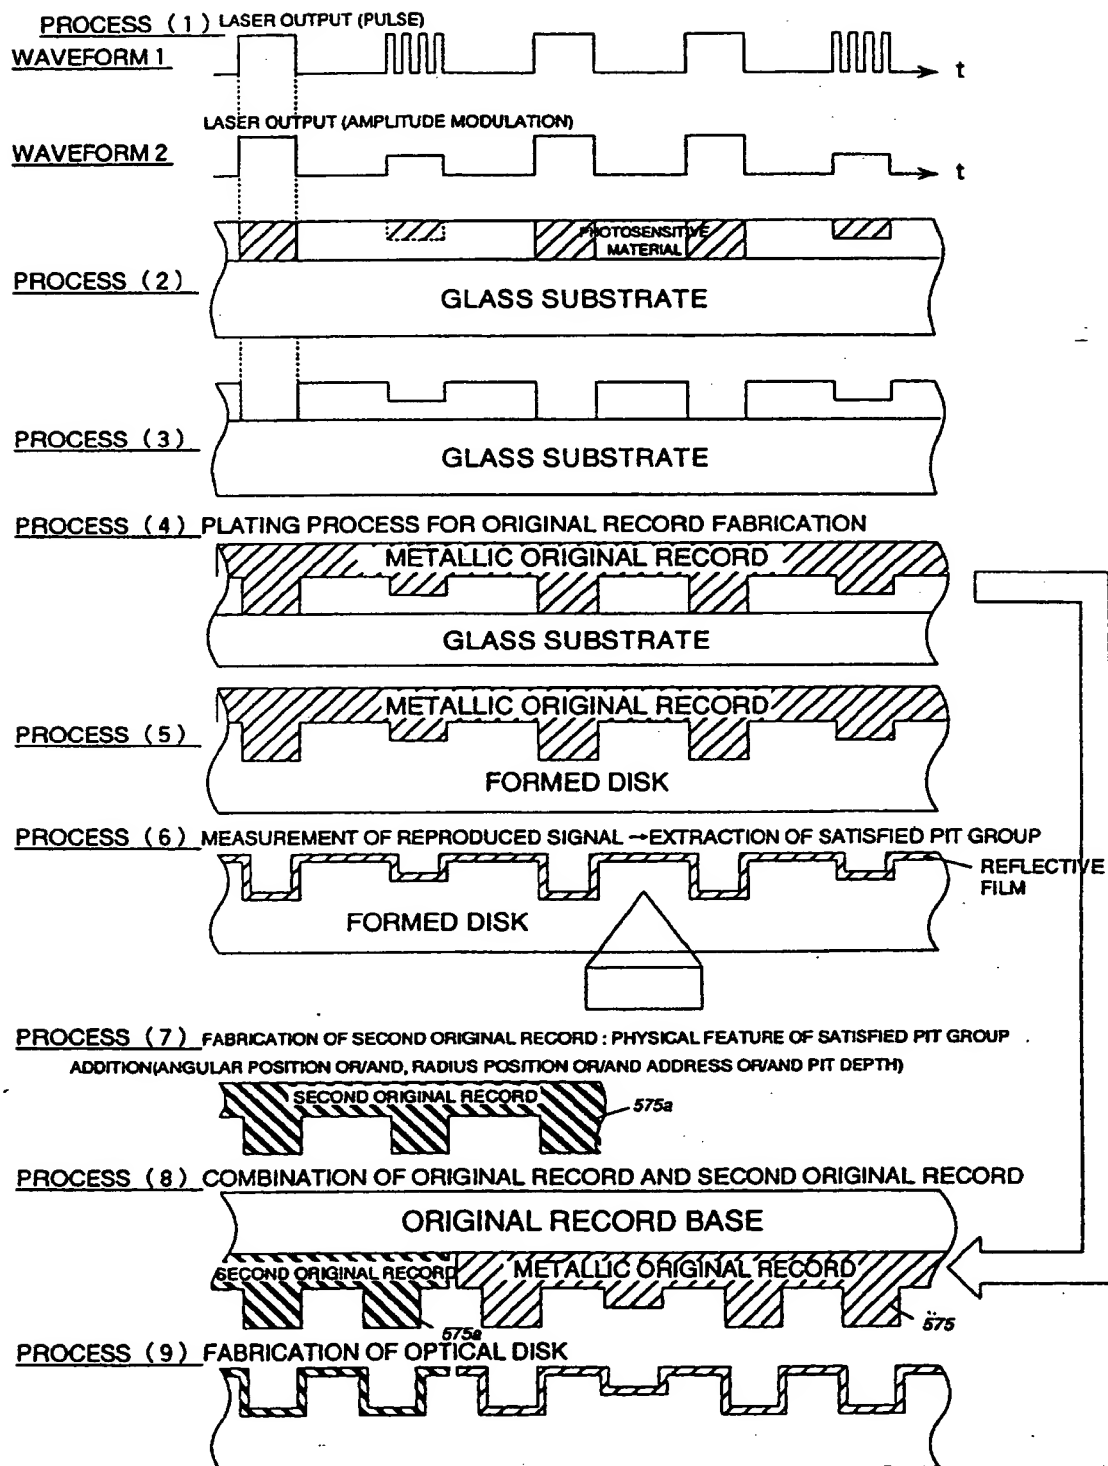 PROCESS (1) LASER OUTPUT (PULSE)
WAVEFORM 1
t
LASER OUTPUT (AMPLITUDE MODULATION)
WAVEFORM 2
t
PHOTOSENSITIVE
MATERIAL
PROCESS (2)
GLASS SUBSTRATE
PROCESS (3)
GLASS SUBSTRATE
PROCESS (4) PLATING PROCESS FOR ORIGINAL RECORD FABRICATION
METALLIC ORIGINAL RECORD
GLASS SUBSTRATE
METALLIC ORIGINAL RECORD
PROCESS (5)
FORMED DISK
PROCESS (6) MEASUREMENT OF REPRODUCED SIGNAL →EXTRACTION OF SATISFIED PIT GROUP
REFLECTIVE
FILM
FORMED DISK
PROCESS (7) FABRICATION OF SECOND ORIGINAL RECORD : PHYSICAL FEATURE OF SATISFIED PIT GROUP
ADDITION(ANGULAR POSITION OR/AND, RADIUS POSITION OR/AND ADDRESS OR/AND PIT DEPTH)
SECOND ORIGINAL RECORD
575a
PROCESS (8) COMBINATION OF ORIGINAL RECORD AND SECOND ORIGINAL RECORD
ORIGINAL RECORD BASE
SECOND ORIGINAL RECORD
METALLIC ORIGINAL RECORD
575a
575
PROCESS (9) FABRICATION OF OPTICAL DISK